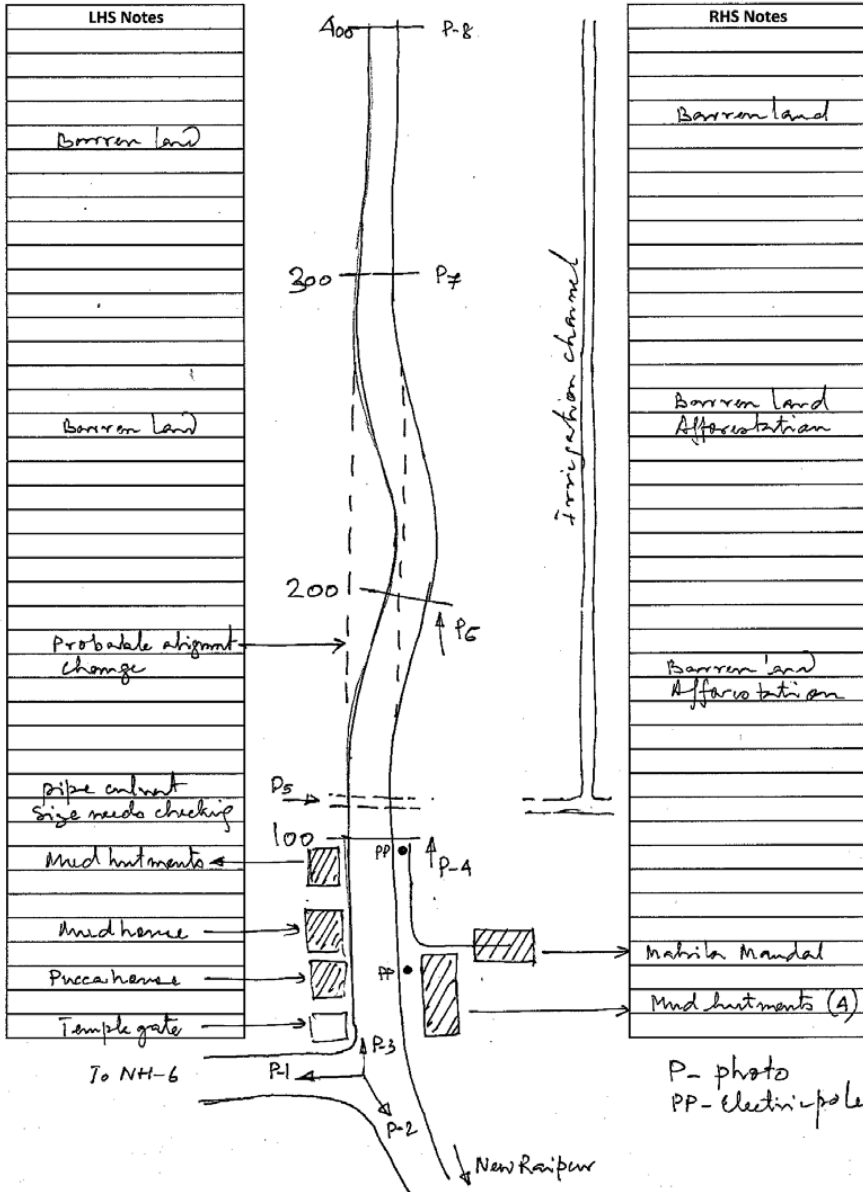 LHS Notes
RHS Notes
400
P-8
Barren land
Barren land
300
P7
Irrigation channel
Barren land
Barren land
Afforestation
200
P6
Probable alignmt
change
Barren land
Afforestation
pipe culvert
Size needs checking
P5
100
PP
P-4
Mud hutments
Mud house
Mahila Mandal
Pucca house
PP
Mud hutments (4)
Temple gate
P-3
To NH-6
P-1
P-2
P- photo
PP- Electric pole
New Raipur